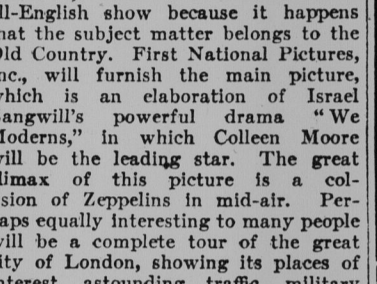 ll-English show because it happens
hat the subject matter belongs to the
Old Country. First National Pictures,
nc., will furnish the main picture,
which is an elaboration of Israel
angwill's powerful drama "We
Moderns," in which Colleen Moore
will be the leading star. The great
limax of this picture is a col-
sion of Zeppelins in mid-air. Per-
aps equally interesting to many people
will be a complete tour of the great
ity of London, showing its places of
nterest, astounding traffic, military